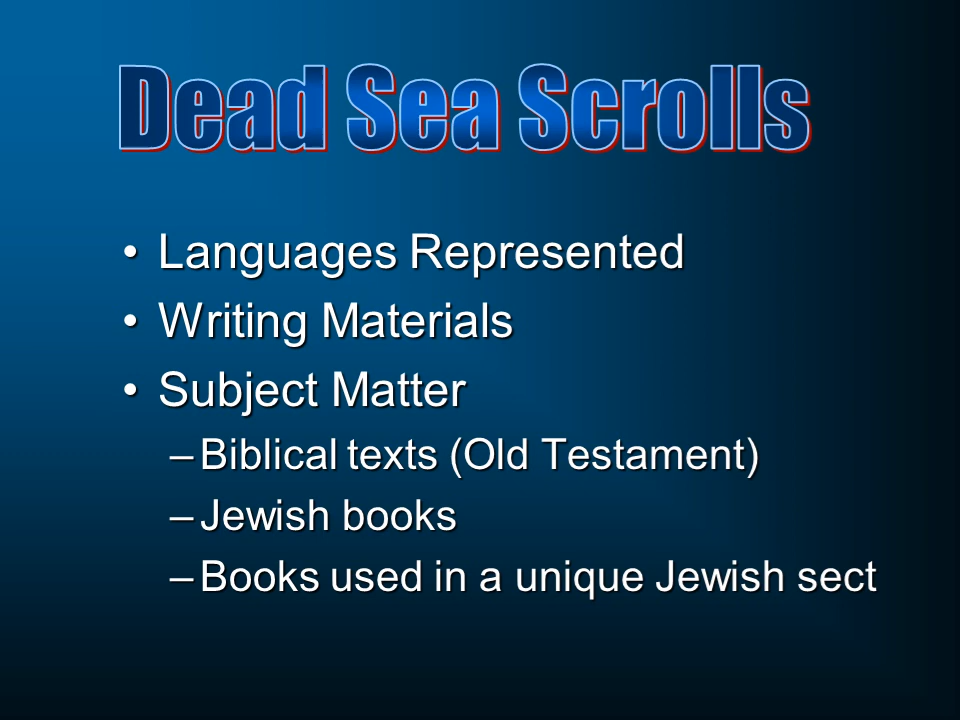 Dead Sea Scrolls
• Languages Represented
• Writing Materials
• Subject Matter
– Biblical texts (Old Testament)
– Jewish books
– Books used in a unique Jewish sect